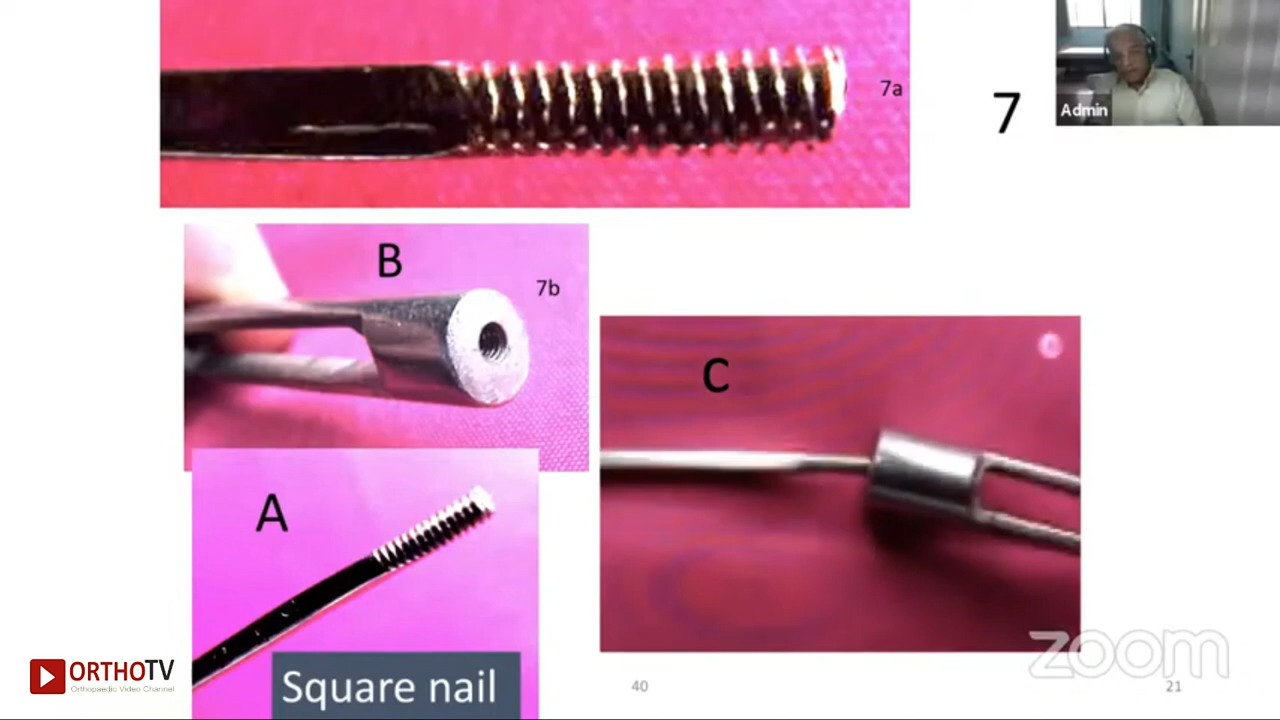 7a
7
Admin
B
7b
C
A
Square nail
ORTHOTV
Orthopaedic Video Channel
40
zoom
21